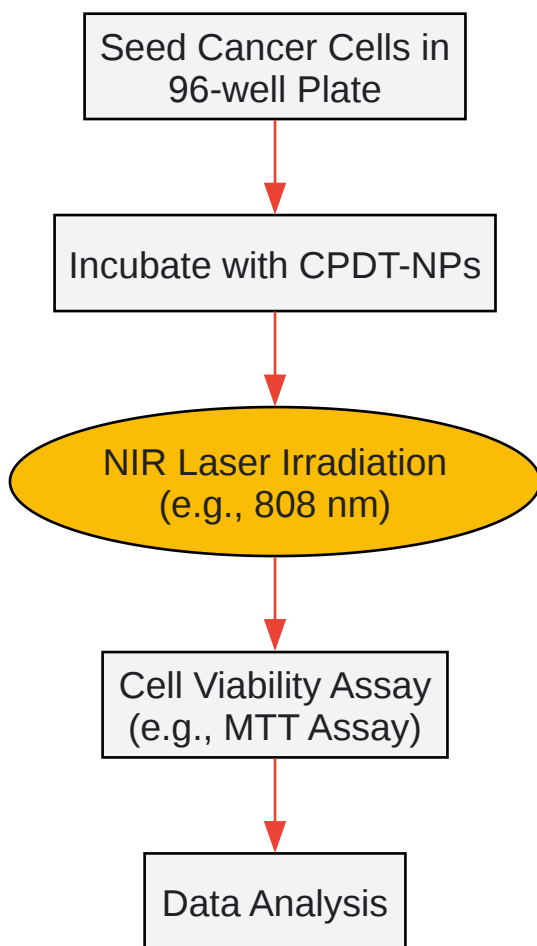 Seed Cancer Cells in
96-well Plate
Incubate with CPDT-NPs
NIR Laser Irradiation
(e.g., 808 nm)
Cell Viability Assay
(e.g., MTT Assay)
Data Analysis